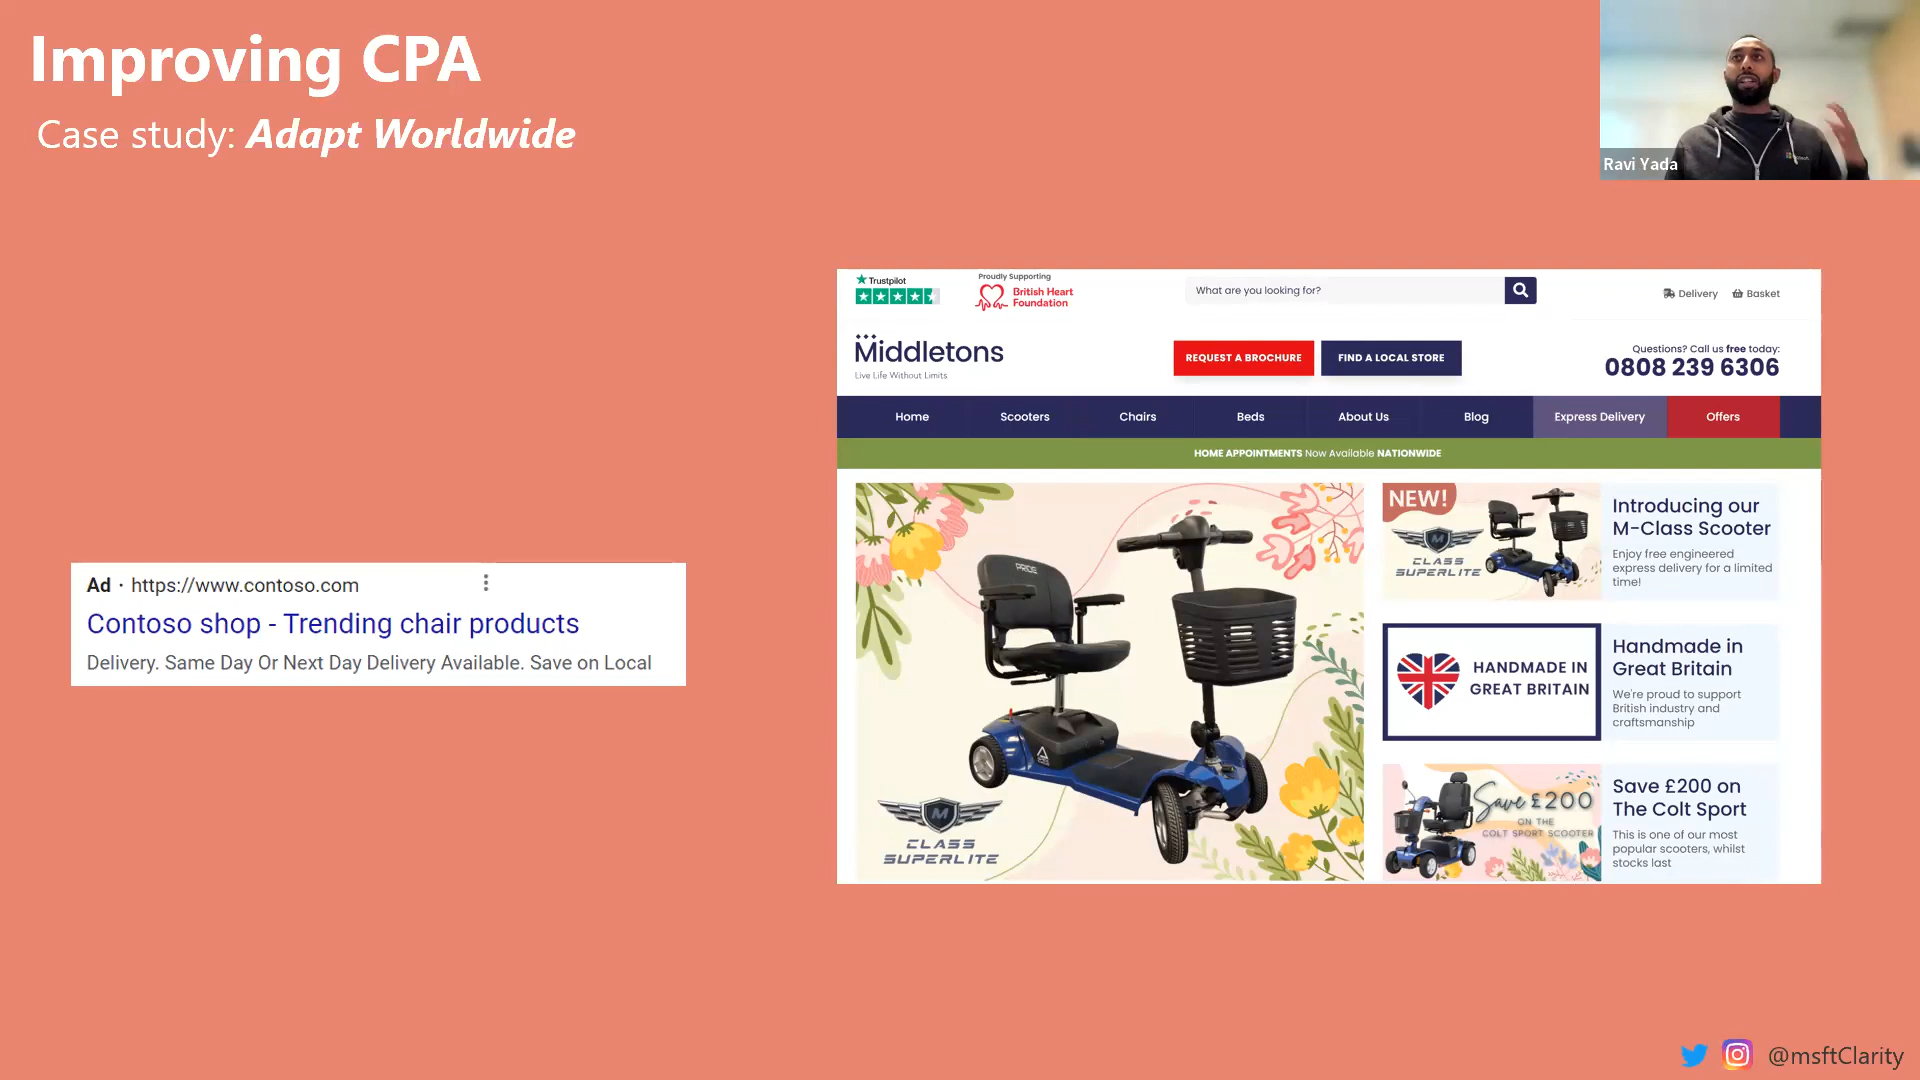 Improving CPA
Case study: Adapt Worldwide
Ravi Yada
Ad · https://www.contoso.com
Contoso shop - Trending chair products
Delivery. Same Day Or Next Day Delivery Available. Save on Local
Trustpilot
Proudly Supporting
British Heart
Foundation
What are you looking for?
Delivery
Basket
Middletons
Live Life Without Limits
REQUEST A BROCHURE
FIND A LOCAL STORE
Questions? Call us free today:
0808 239 6306
Home
Scooters
Chairs
Beds
About Us
Blog
Express Delivery
Offers
HOME APPOINTMENTS Now Available NATIONWIDE
PRIDE
M
CLASS
SUPERLITE
NEW!
M
CLASS
SUPERLITE
Introducing our
M-Class Scooter
Enjoy free engineered
express delivery for a limited
time!
HANDMADE IN
GREAT BRITAIN
Handmade in
Great Britain
We're proud to support
British industry and
craftsmanship
Save £200
ON THE
COLT SPORT SCOOTER
Save £200 on
The Colt Sport
This is one of our most
popular scooters, whilst
stocks last
@msftClarity